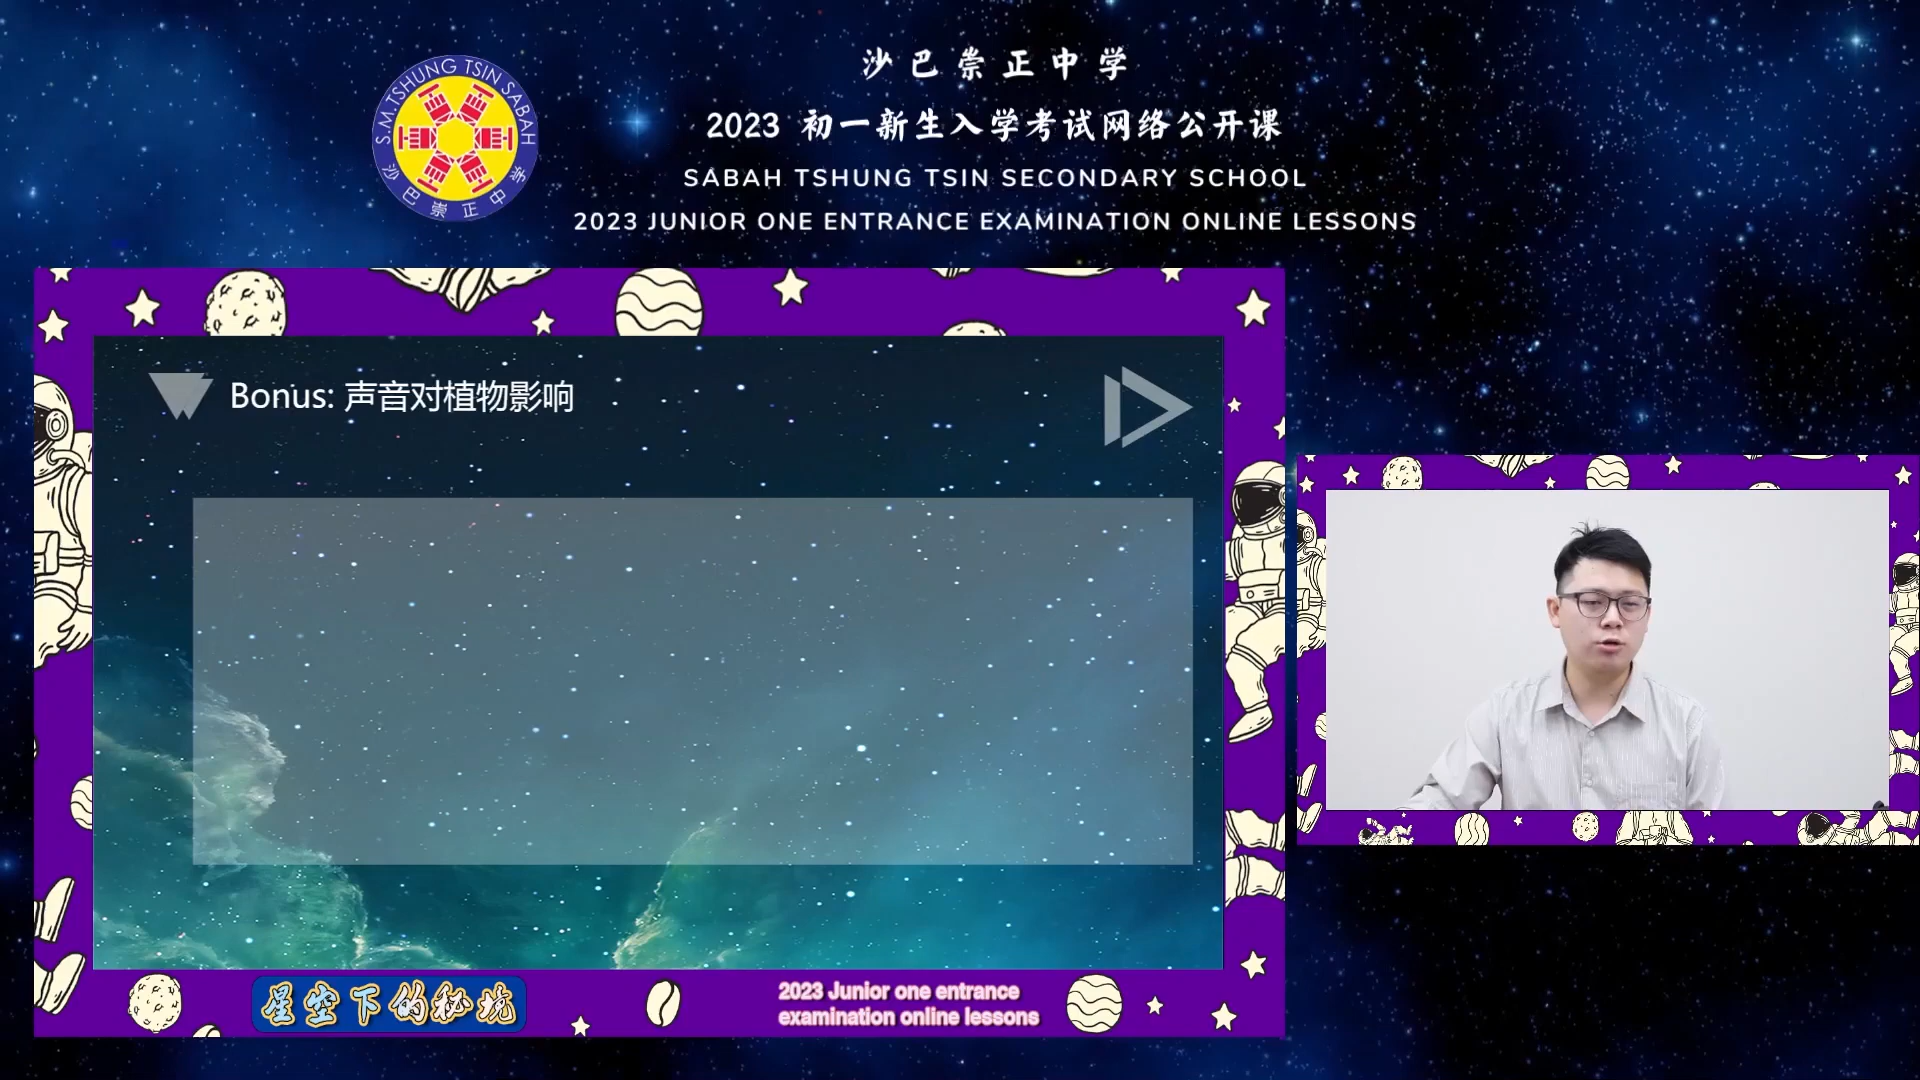 沙巴崇正中学
2023 初一新生入学考试网络公开课
SABAH TSHUNG TSIN SECONDARY SCHOOL
2023 JUNIOR ONE ENTRANCE EXAMINATION ONLINE LESSONS
S.M TSHUNG TSIN SABAH
沙巴崇正中学
Bonus: 声音对植物影响
星空下的秘境
2023 Junior one entrance
examination online lessons